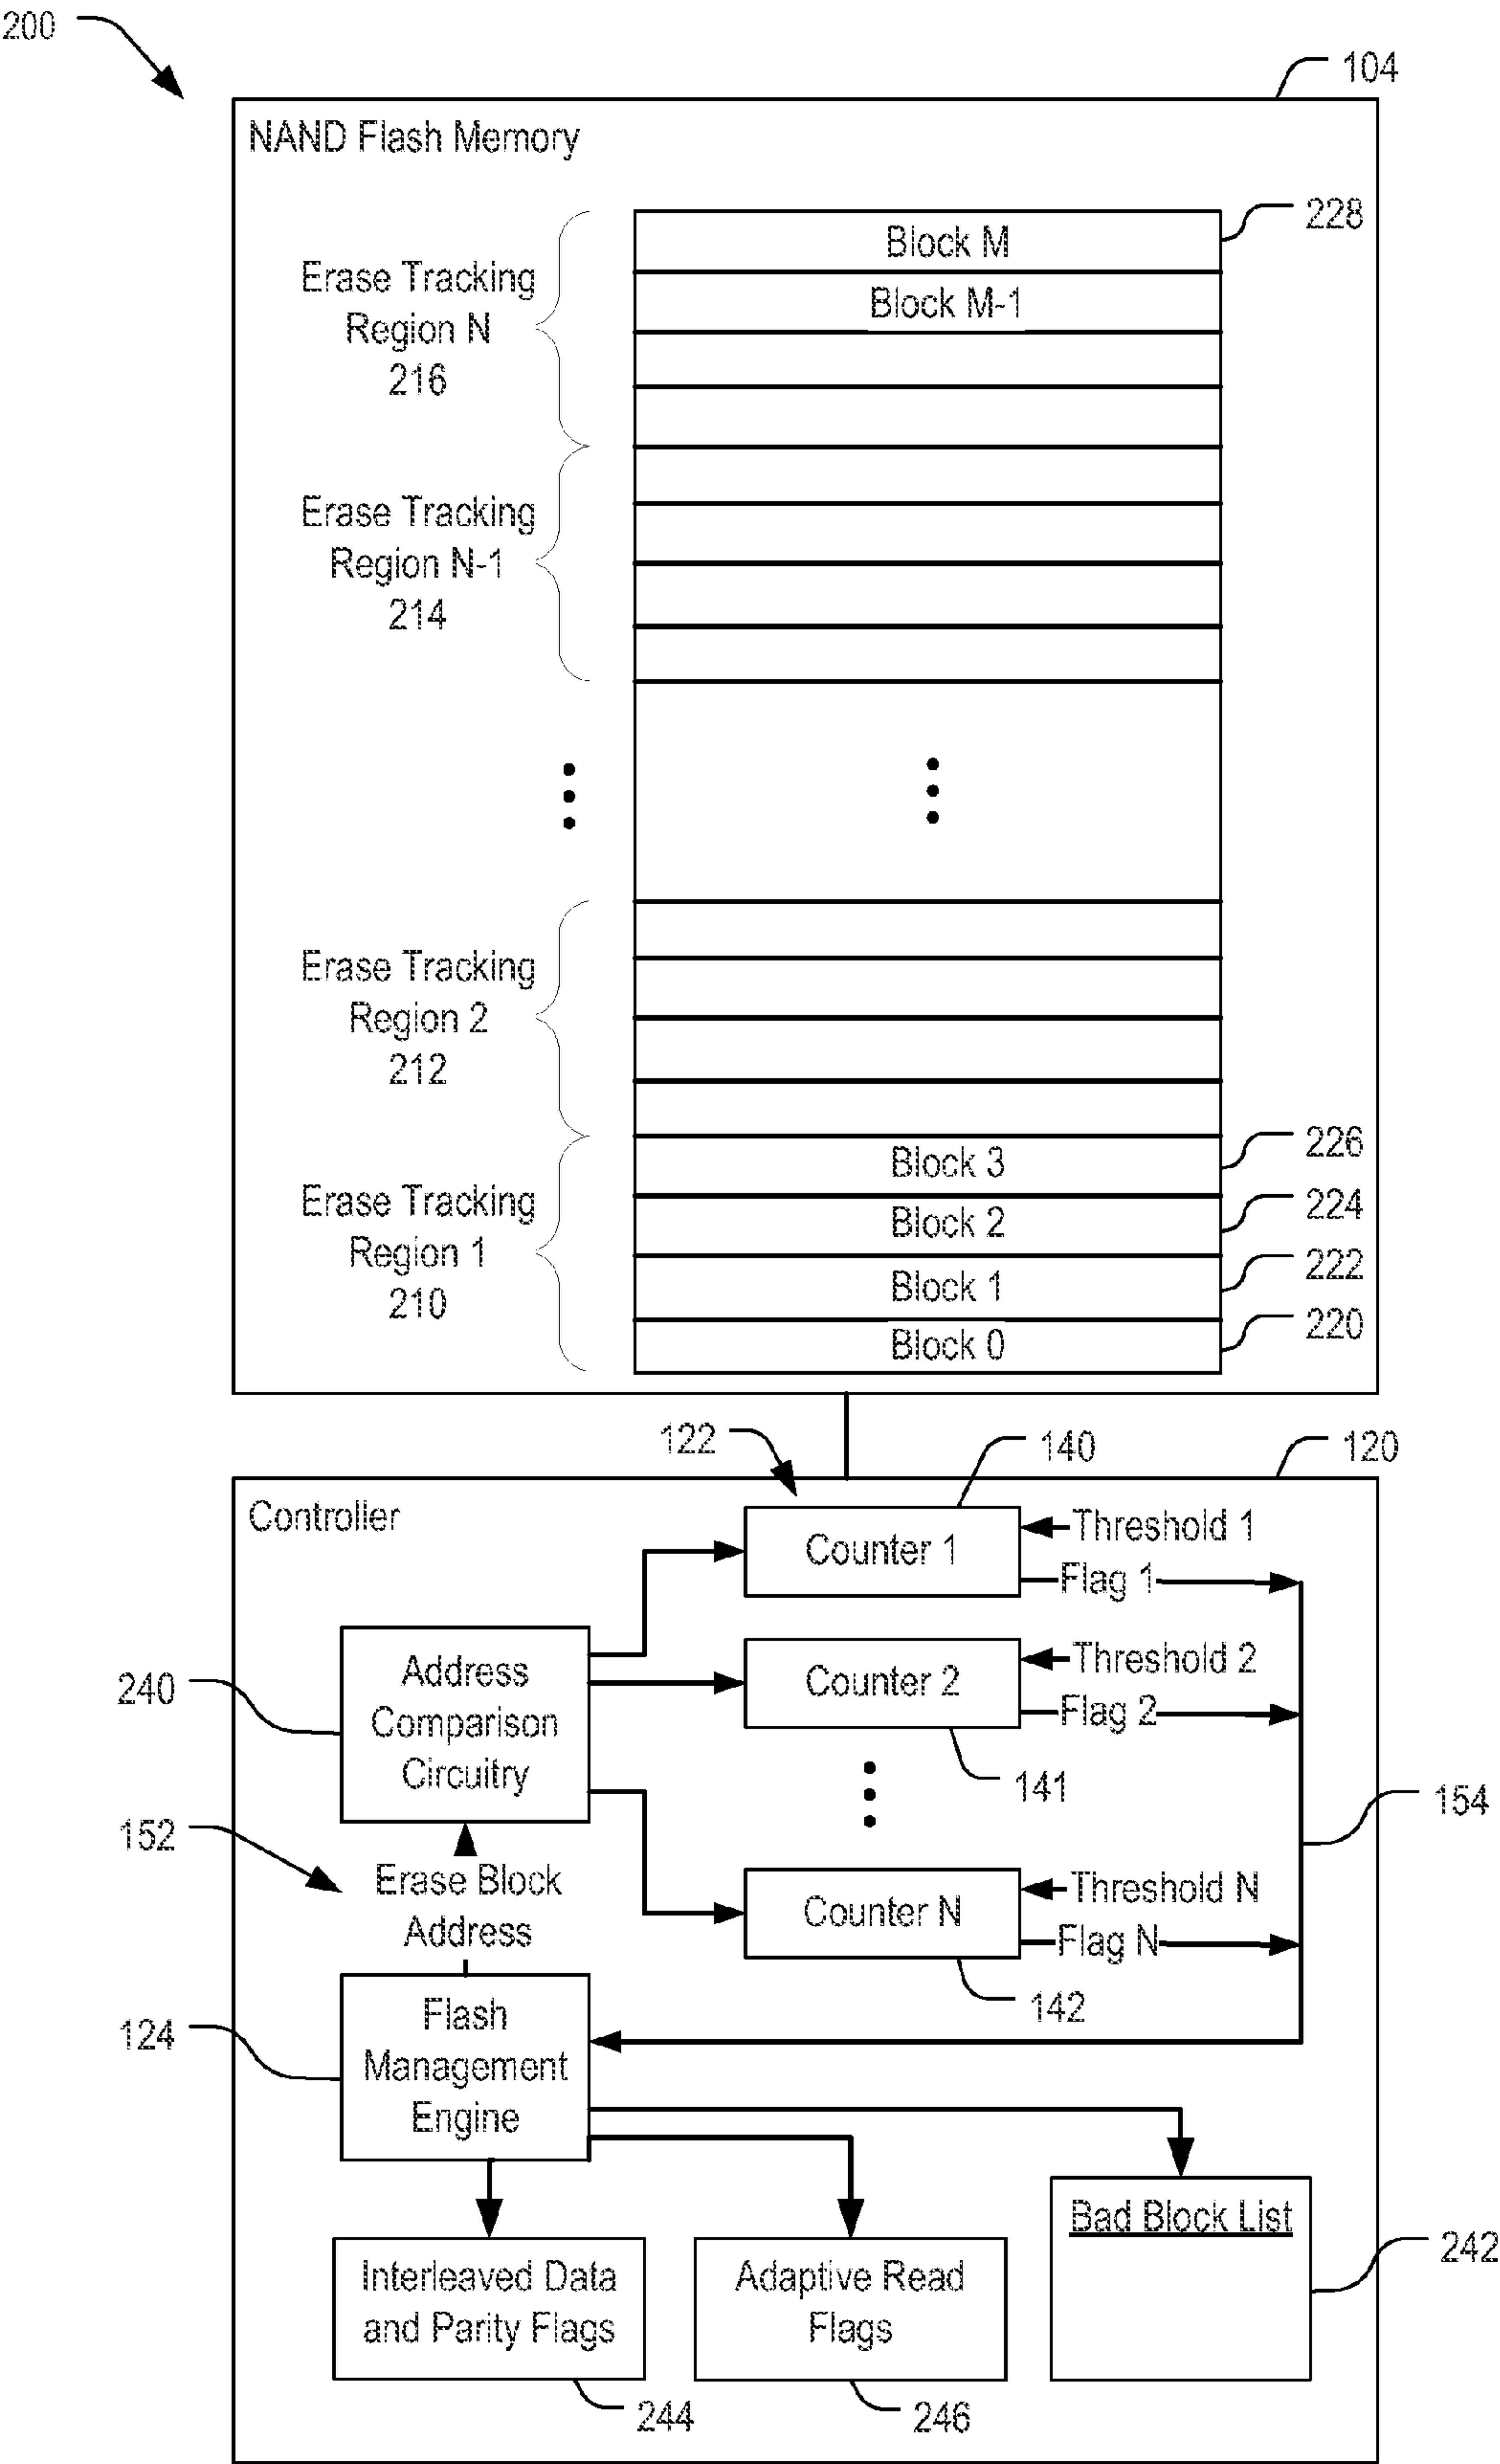 200
104
NAND Flash Memory
Block M
228
Block M-1
Erase Tracking
Region N
216
Erase Tracking
Region N-1
214
Erase Tracking
Region 2
212
Block 3
226
Erase Tracking
Region 1
210
Block 2
224
Block 1
222
Block 0
220
122
140
120
Controller
Counter 1
Threshold 1
Flag 1
240
Address
Comparison
Circuitry
Counter 2
Threshold 2
Flag 2
141
154
152
Erase Block
Address
Counter N
Threshold N
Flag N
142
124
Flash
Management
Engine
Bad Block List
242
Interleaved Data
and Parity Flags
244
Adaptive Read
Flags
246